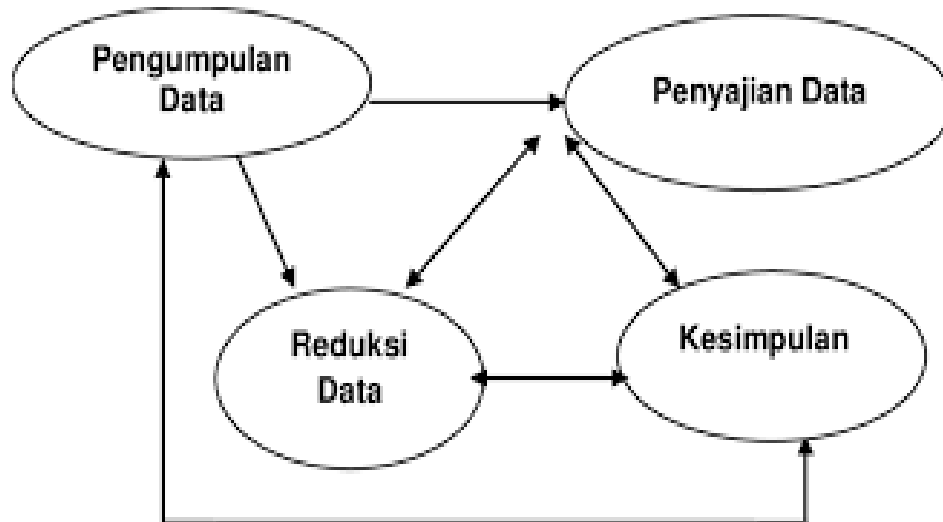 Pengumpulan
Data
Penyajian Data
Reduksi
Data
Kesimpulan